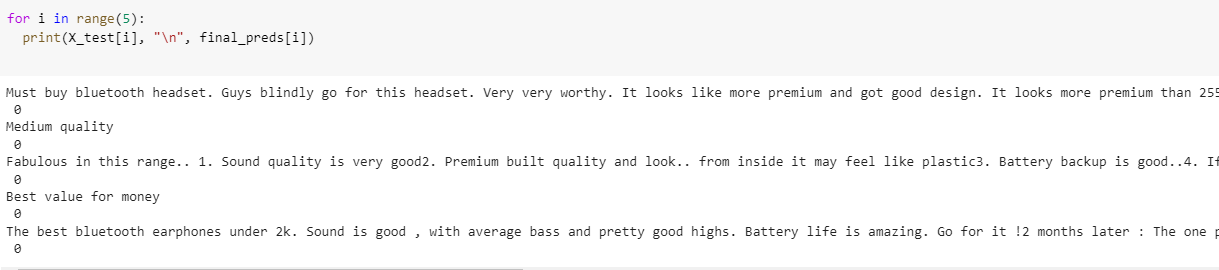 for i in range(5):
print(X_test[i], "\n", final_preds[i])
Must buy bluetooth headset. Guys blindly go for this headset. Very very worthy. It looks like more premium and got good design. It looks more premium than 255
0
Medium quality
0
Fabulous in this range.. 1. Sound quality is very good2. Premium built quality and look.. from inside it may feel like plastic3. Battery backup is good..4. If
0
Best value for money
0
The best bluetooth earphones under 2k. Sound is good , with average bass and pretty good highs. Battery life is amazing. Go for it !2 months later : The one p
0